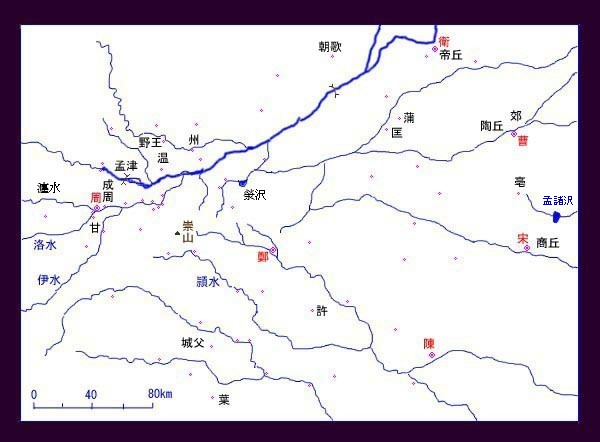 衛
朝歌
帝丘
蒲
匡
郊
陶丘
曹
野王
州
温
孟津
瀍水
成周
周
滎沢
亳
孟諸沢
甘
崇山
洛水
鄭
宋
商丘
伊水
潁水
許
城父
陳
葉
0 40 80km